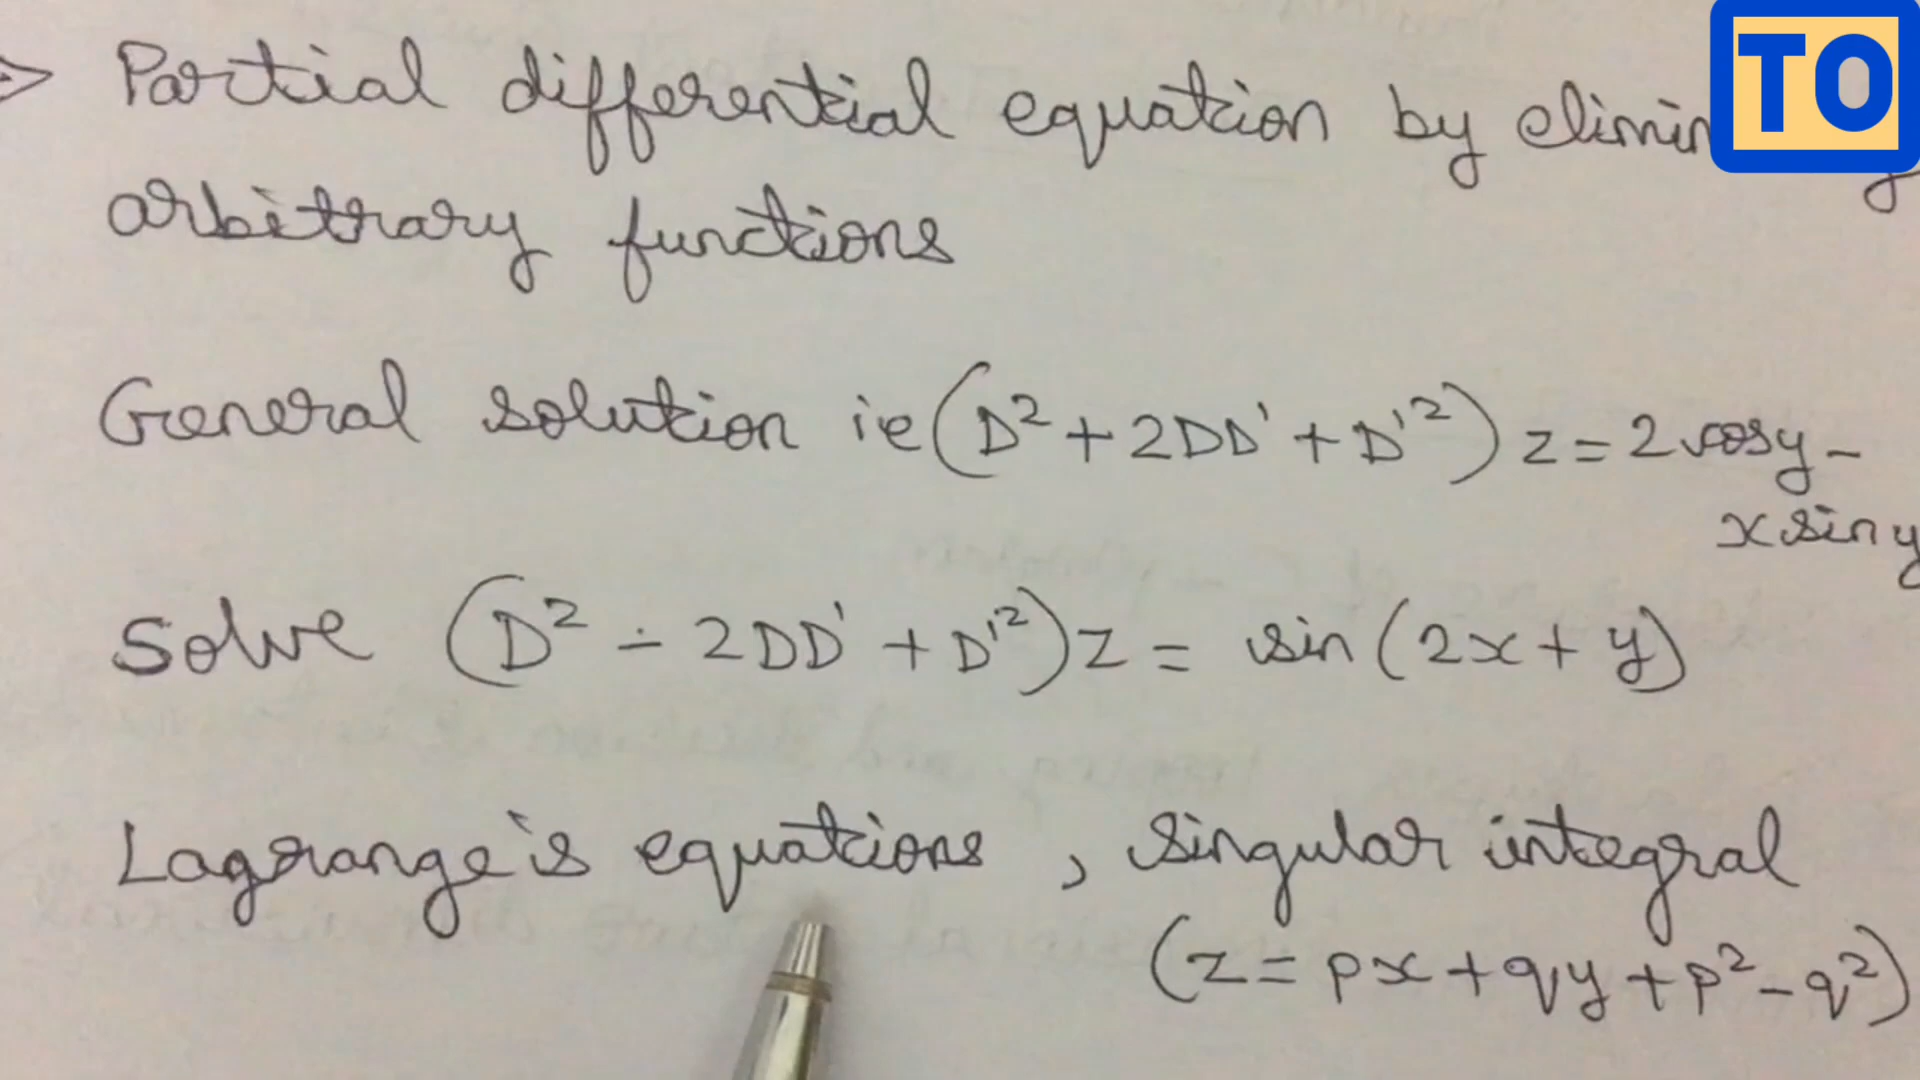 => Partial differential equation by elimin
TO
arbitrary functions
General solution ie (D² + 2DD' + D'²) z = 2 cosy -
x siny
Solve (D² - 2DD' + D'²) z = sin (2x + y)
Lagrange's equations , Singular integral
(z = px + qy + p² - q²)